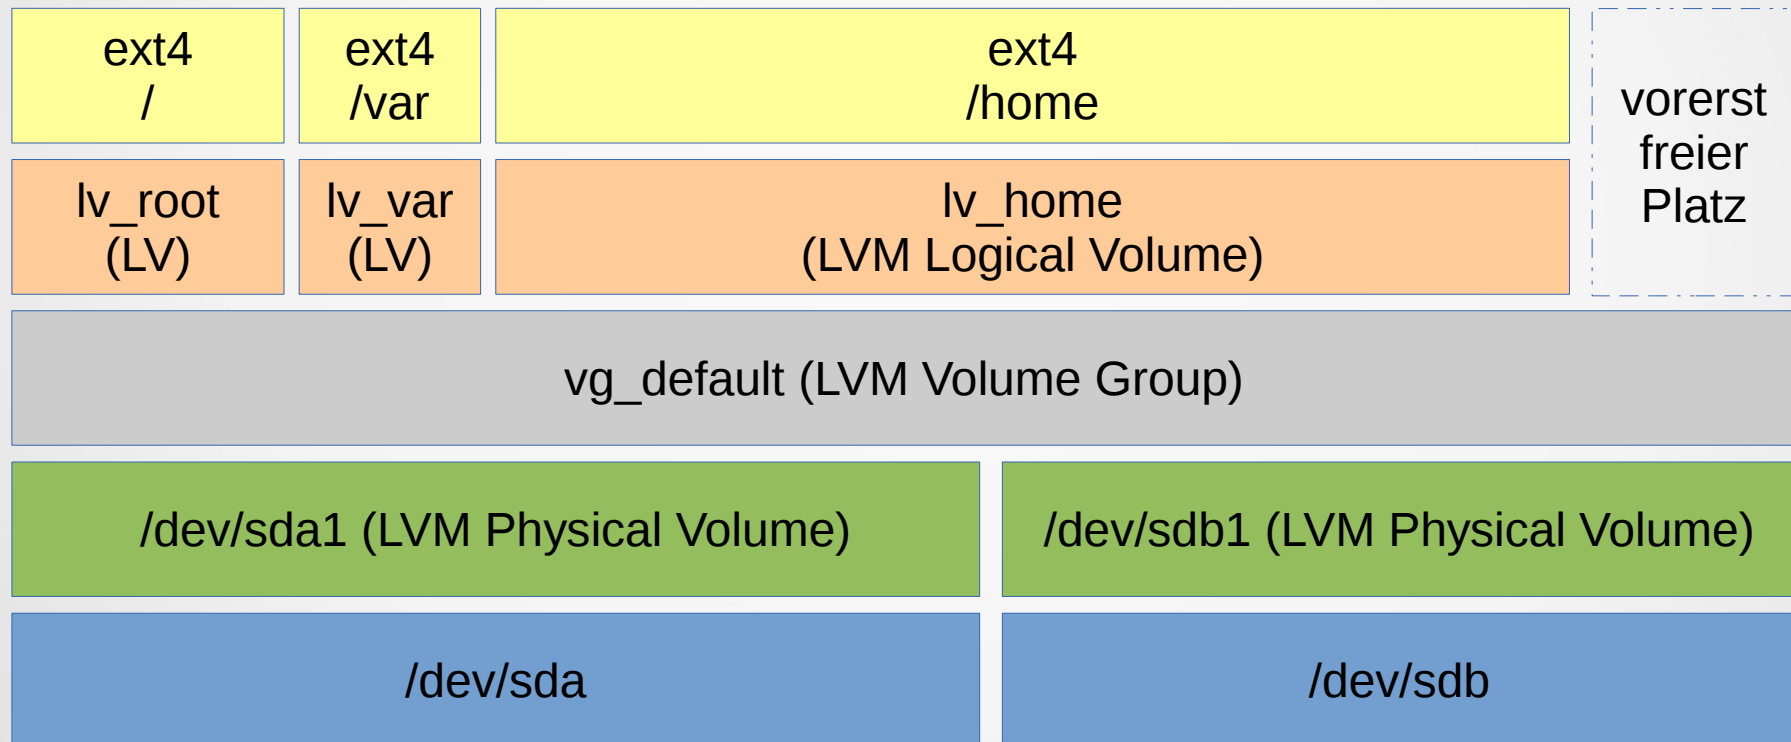 ext4
/
ext4
/var
ext4
/home
vorerst
freier
Platz
lv_root
(LV)
lv_var
(LV)
lv_home
(LVM Logical Volume)
vg_default (LVM Volume Group)
/dev/sda1 (LVM Physical Volume)
/dev/sdb1 (LVM Physical Volume)
/dev/sda
/dev/sdb